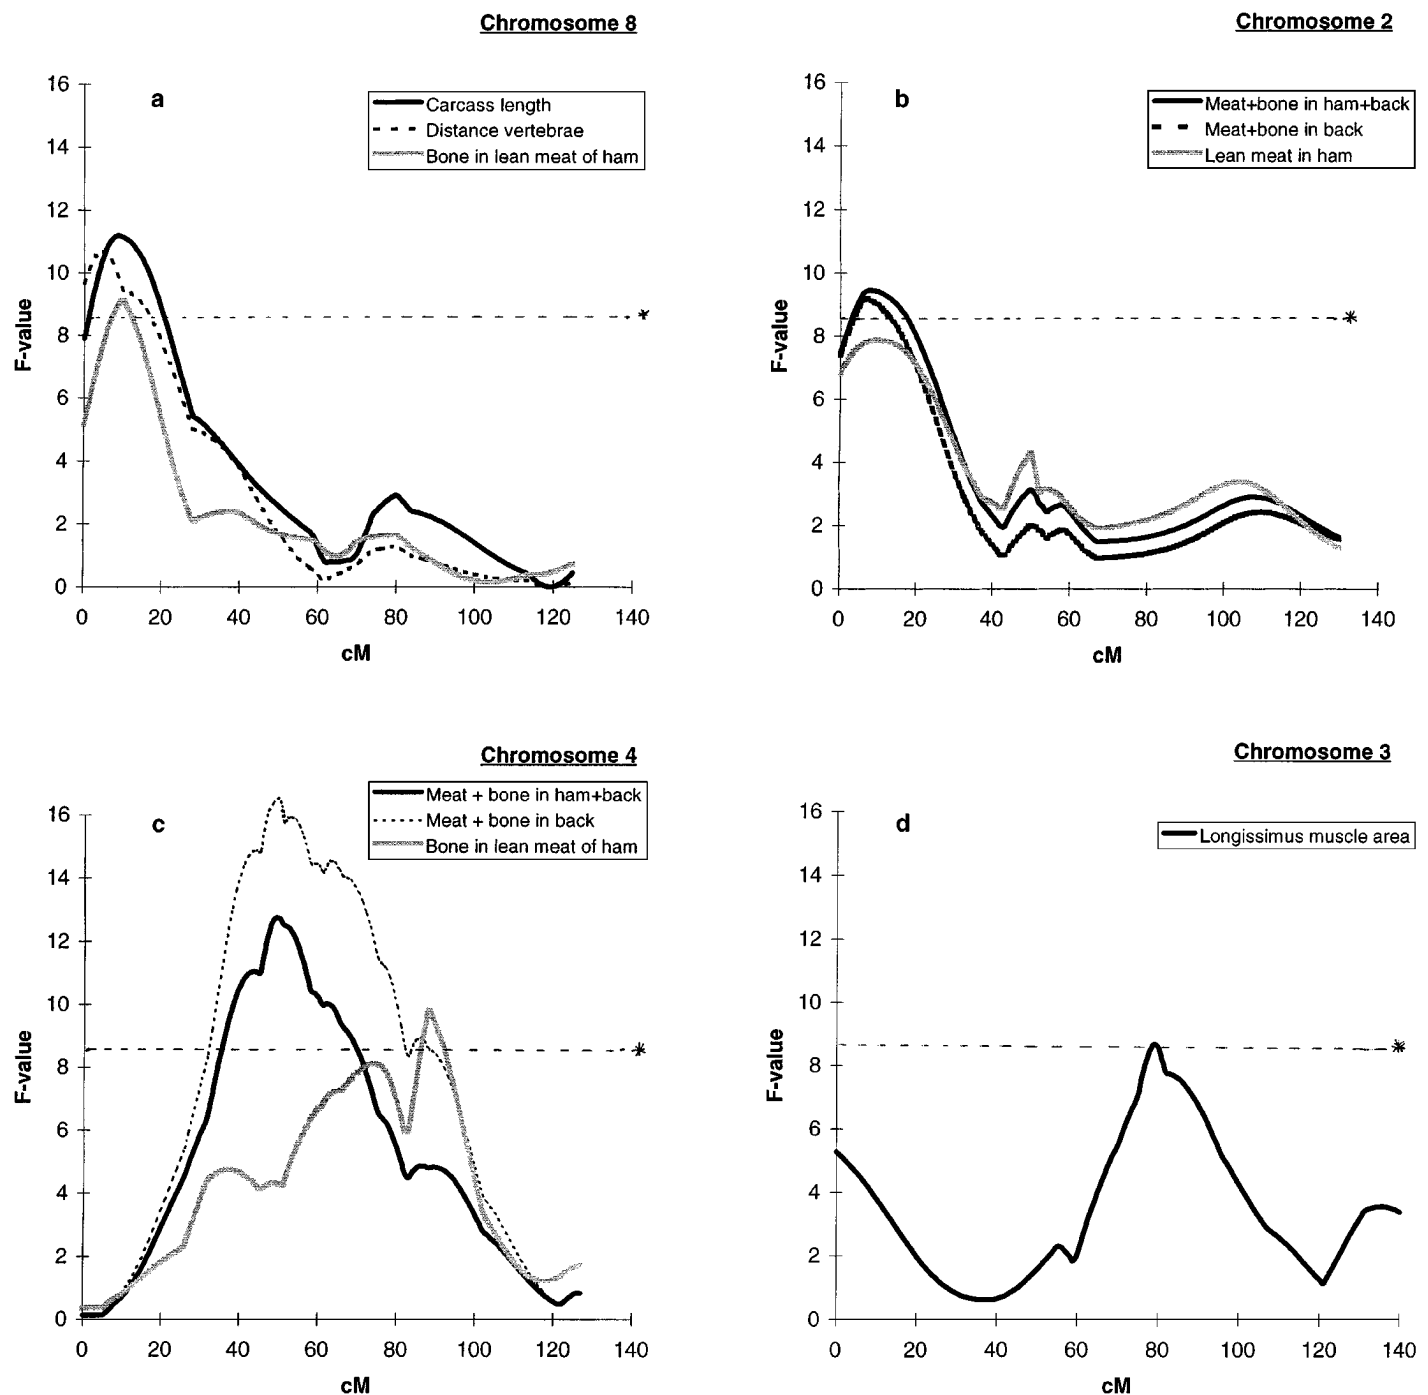 Chromosome 8
a
Carcass length
Distance vertebrae
Bone in lean meat of ham
16
14
12
10
8
6
4
2
0
F-value
*
0 20 40 60 80 100 120 140
cM
Chromosome 2
b
Meat+bone in ham+back
Meat+bone in back
Lean meat in ham
16
14
12
10
8
6
4
2
0
F-value
*
0 20 40 60 80 100 120 140
cM
Chromosome 4
c
Meat + bone in ham+back
Meat + bone in back
Bone in lean meat of ham
16
14
12
10
8
6
4
2
0
F-value
*
0 20 40 60 80 100 120 140
cM
Chromosome 3
d
Longissimus muscle area
16
14
12
10
8
6
4
2
0
F-value
*
0 20 40 60 80 100 120 140
cM